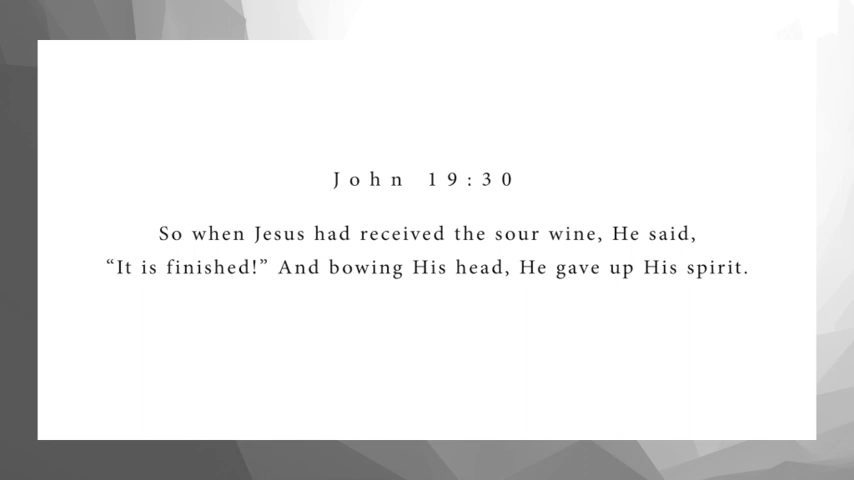 John 19:30
So when Jesus had received the sour wine, He said,
“It is finished!” And bowing His head, He gave up His spirit.